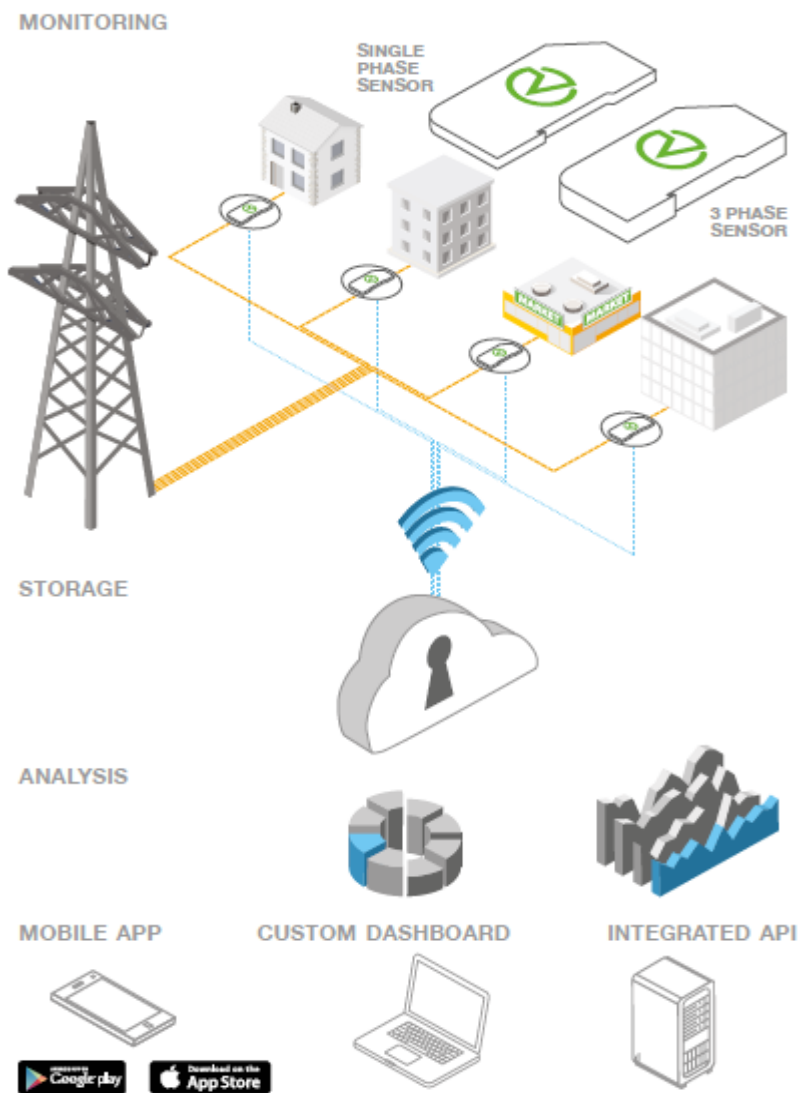 MONITORING
SINGLE
PHASE
SENSOR
3 PHASE
SENSOR
MARKET
MARKET
STORAGE
ANALYSIS
MOBILE APP
CUSTOM DASHBOARD
INTEGRATED API
Google play
Download on the
App Store